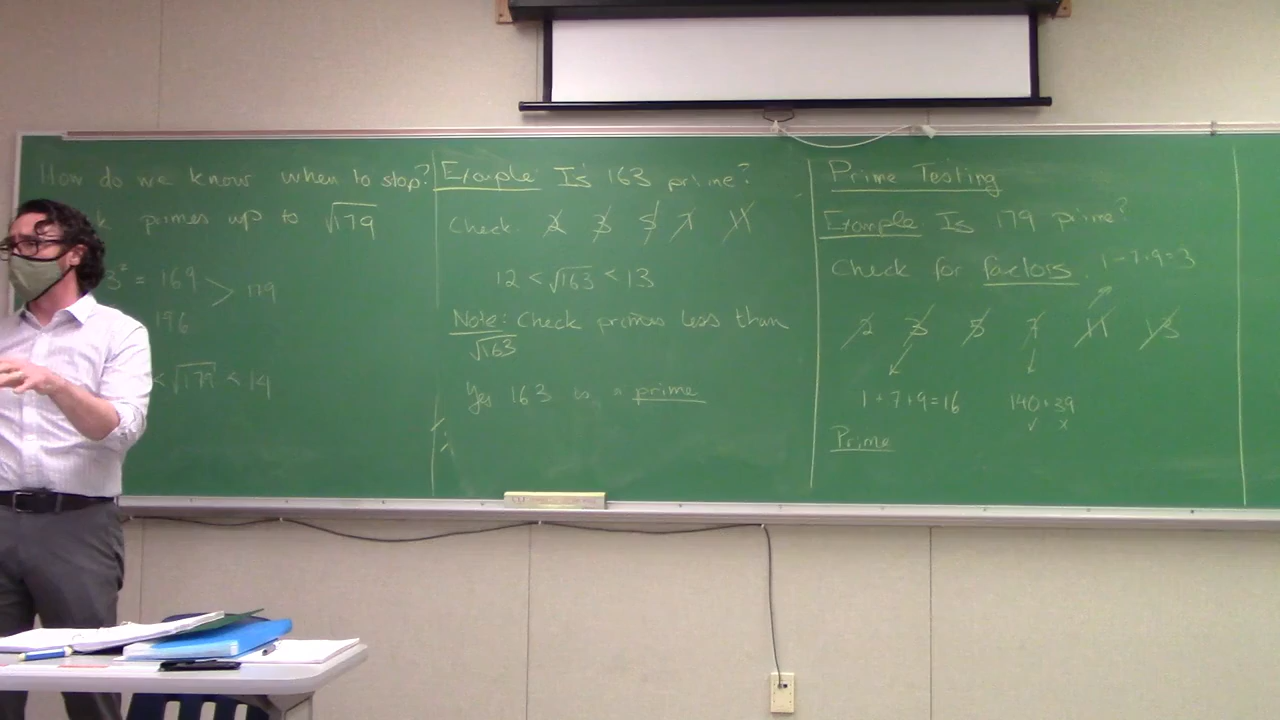 How do we know when to stop?
primes up to √179
3² = 169
> 179
196
< √179 < 14
Example Is 163 prime?
Check. 2 3 5 7 11
12 < √163 < 13
Note: Check primes less than
√163
Yes 163 is a prime
Prime Testing
Example Is 179 prime?
Check for factors.
1-7+9=3
2 3 5 7 11 13
1+7+9=16
140+39
✓ x
Prime